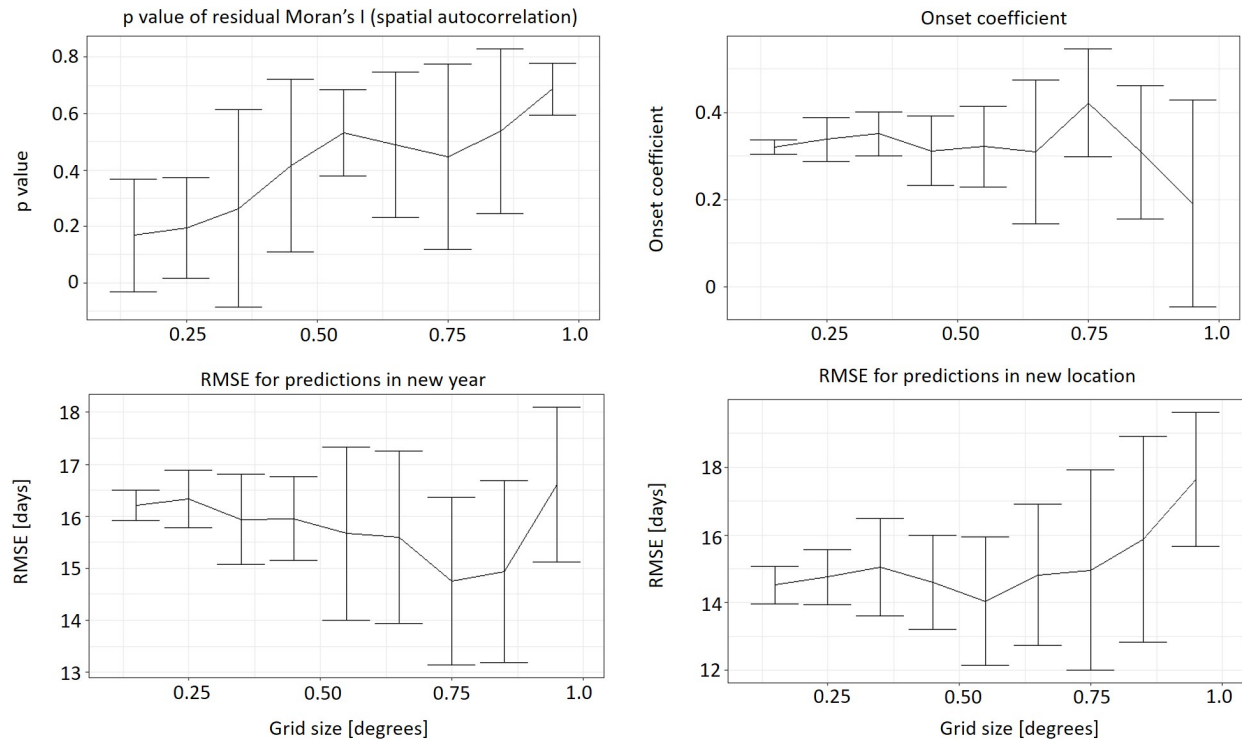 p value of residual Moran's I (spatial autocorrelation)
p value
0.8
0.6
0.4
0.2
0
0.25 0.50 0.75 1.0
Onset coefficient
Onset coefficient
0.4
0.2
0
0.25 0.50 0.75 1.0
RMSE for predictions in new year
RMSE [days]
18
17
16
15
14
13
0.25 0.50 0.75 1.0
Grid size [degrees]
RMSE for predictions in new location
RMSE [days]
18
16
14
12
0.25 0.50 0.75 1.0
Grid size [degrees]